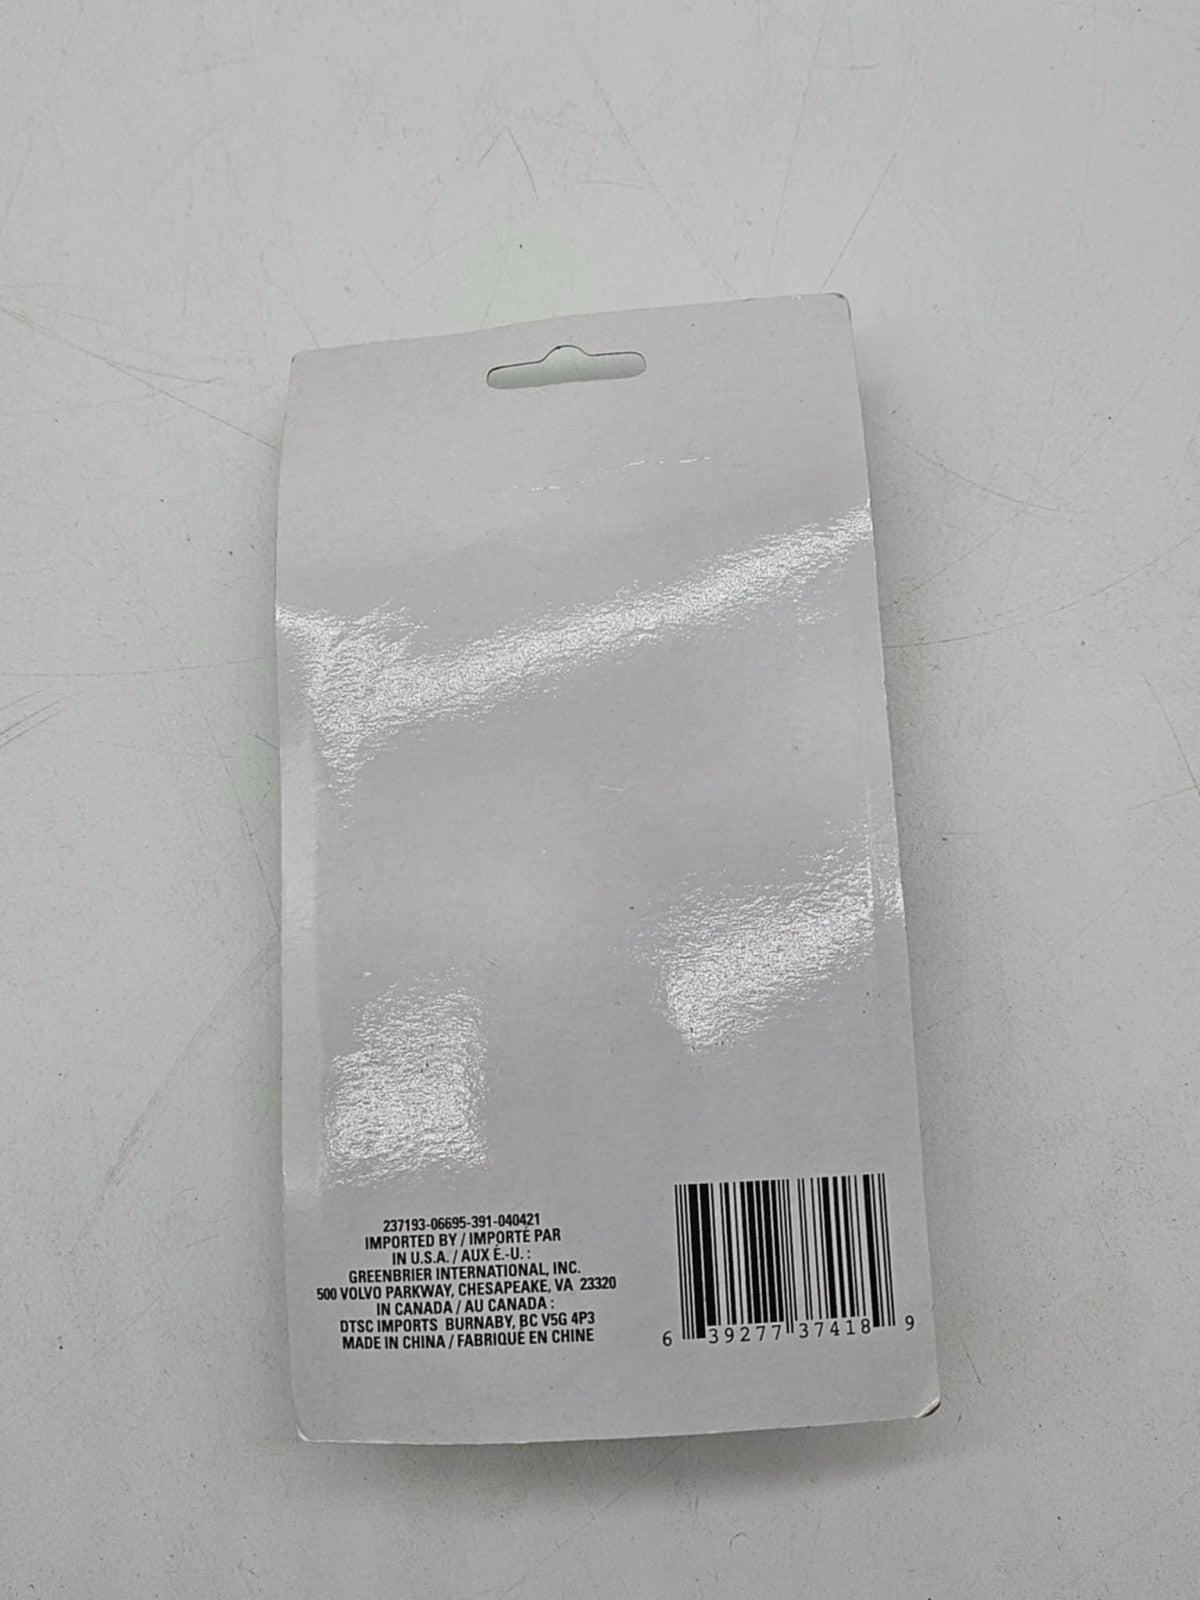 237193-06695-391-040421
IMPORTED BY / IMPORTÉ PAR
IN U.S.A. / AUX É.-U. :
GREENBRIER INTERNATIONAL, INC.
500 VOLVO PARKWAY, CHESAPEAKE, VA 23320
IN CANADA / AU CANADA :
DTSC IMPORTS BURNABY, BC V5G 4P3
MADE IN CHINA / FABRIQUÉ EN CHINE
6 39277 37418 9